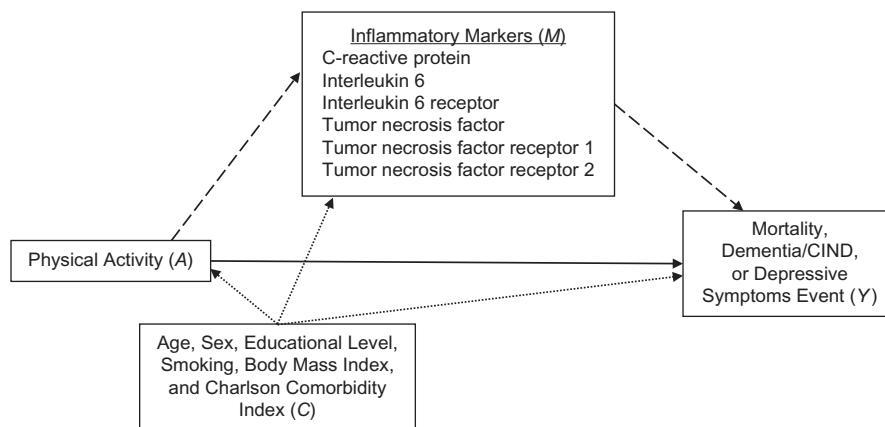 Inflammatory Markers (M)
C-reactive protein
Interleukin 6
Interleukin 6 receptor
Tumor necrosis factor
Tumor necrosis factor receptor 1
Tumor necrosis factor receptor 2
Physical Activity (A)
Mortality,
Dementia/CIND,
or Depressive
Symptoms Event (Y)
Age, Sex, Educational Level,
Smoking, Body Mass Index,
and Charlson Comorbidity
Index (C)